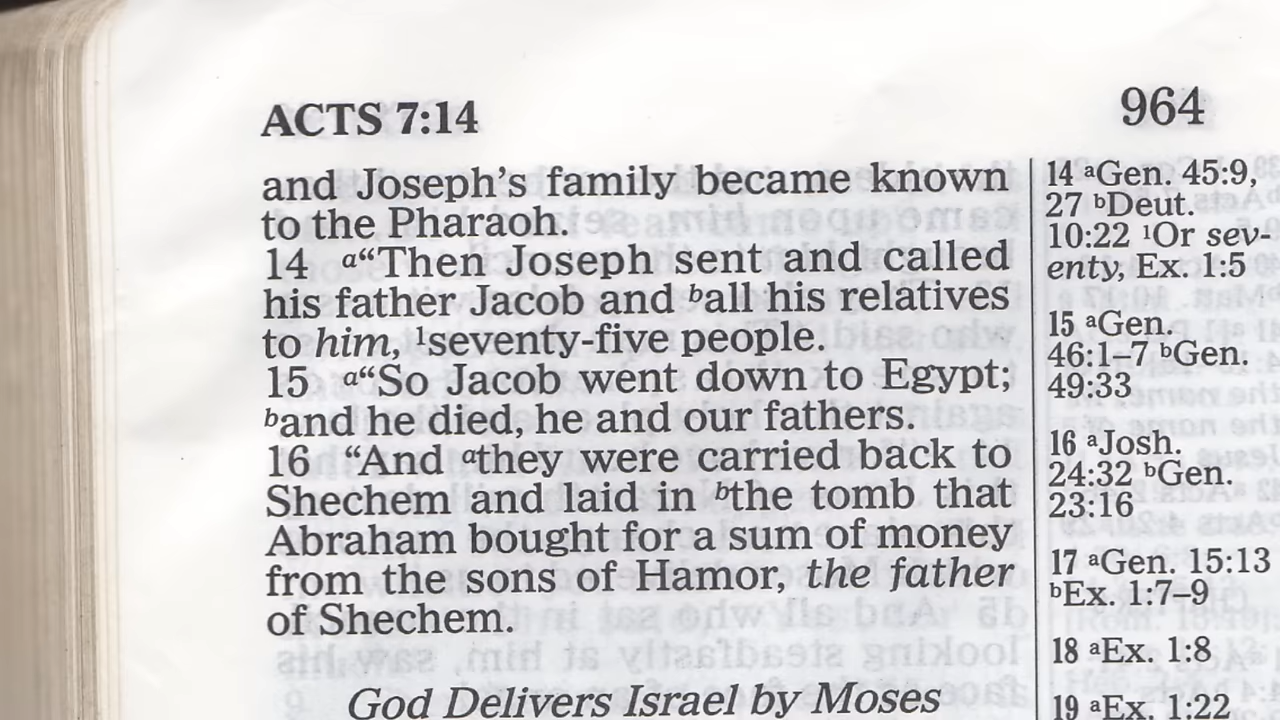 ACTS 7:14
964
and Joseph's family became known
to the Pharaoh.
14 a“Then Joseph sent and called
his father Jacob and ball his relatives
to him, 1seventy-five people.
15 a“So Jacob went down to Egypt;
band he died, he and our fathers.
16 “And athey were carried back to
Shechem and laid in bthe tomb that
Abraham bought for a sum of money
from the sons of Hamor, the father
of Shechem.
God Delivers Israel by Moses
14 aGen. 45:9,
27 bDeut.
10:22 1Or sev-
enty, Ex. 1:5
15 aGen.
46:1–7 bGen.
49:33
16 aJosh.
24:32 bGen.
23:16
17 aGen. 15:13
bEx. 1:7–9
18 aEx. 1:8
19 aEx. 1:22